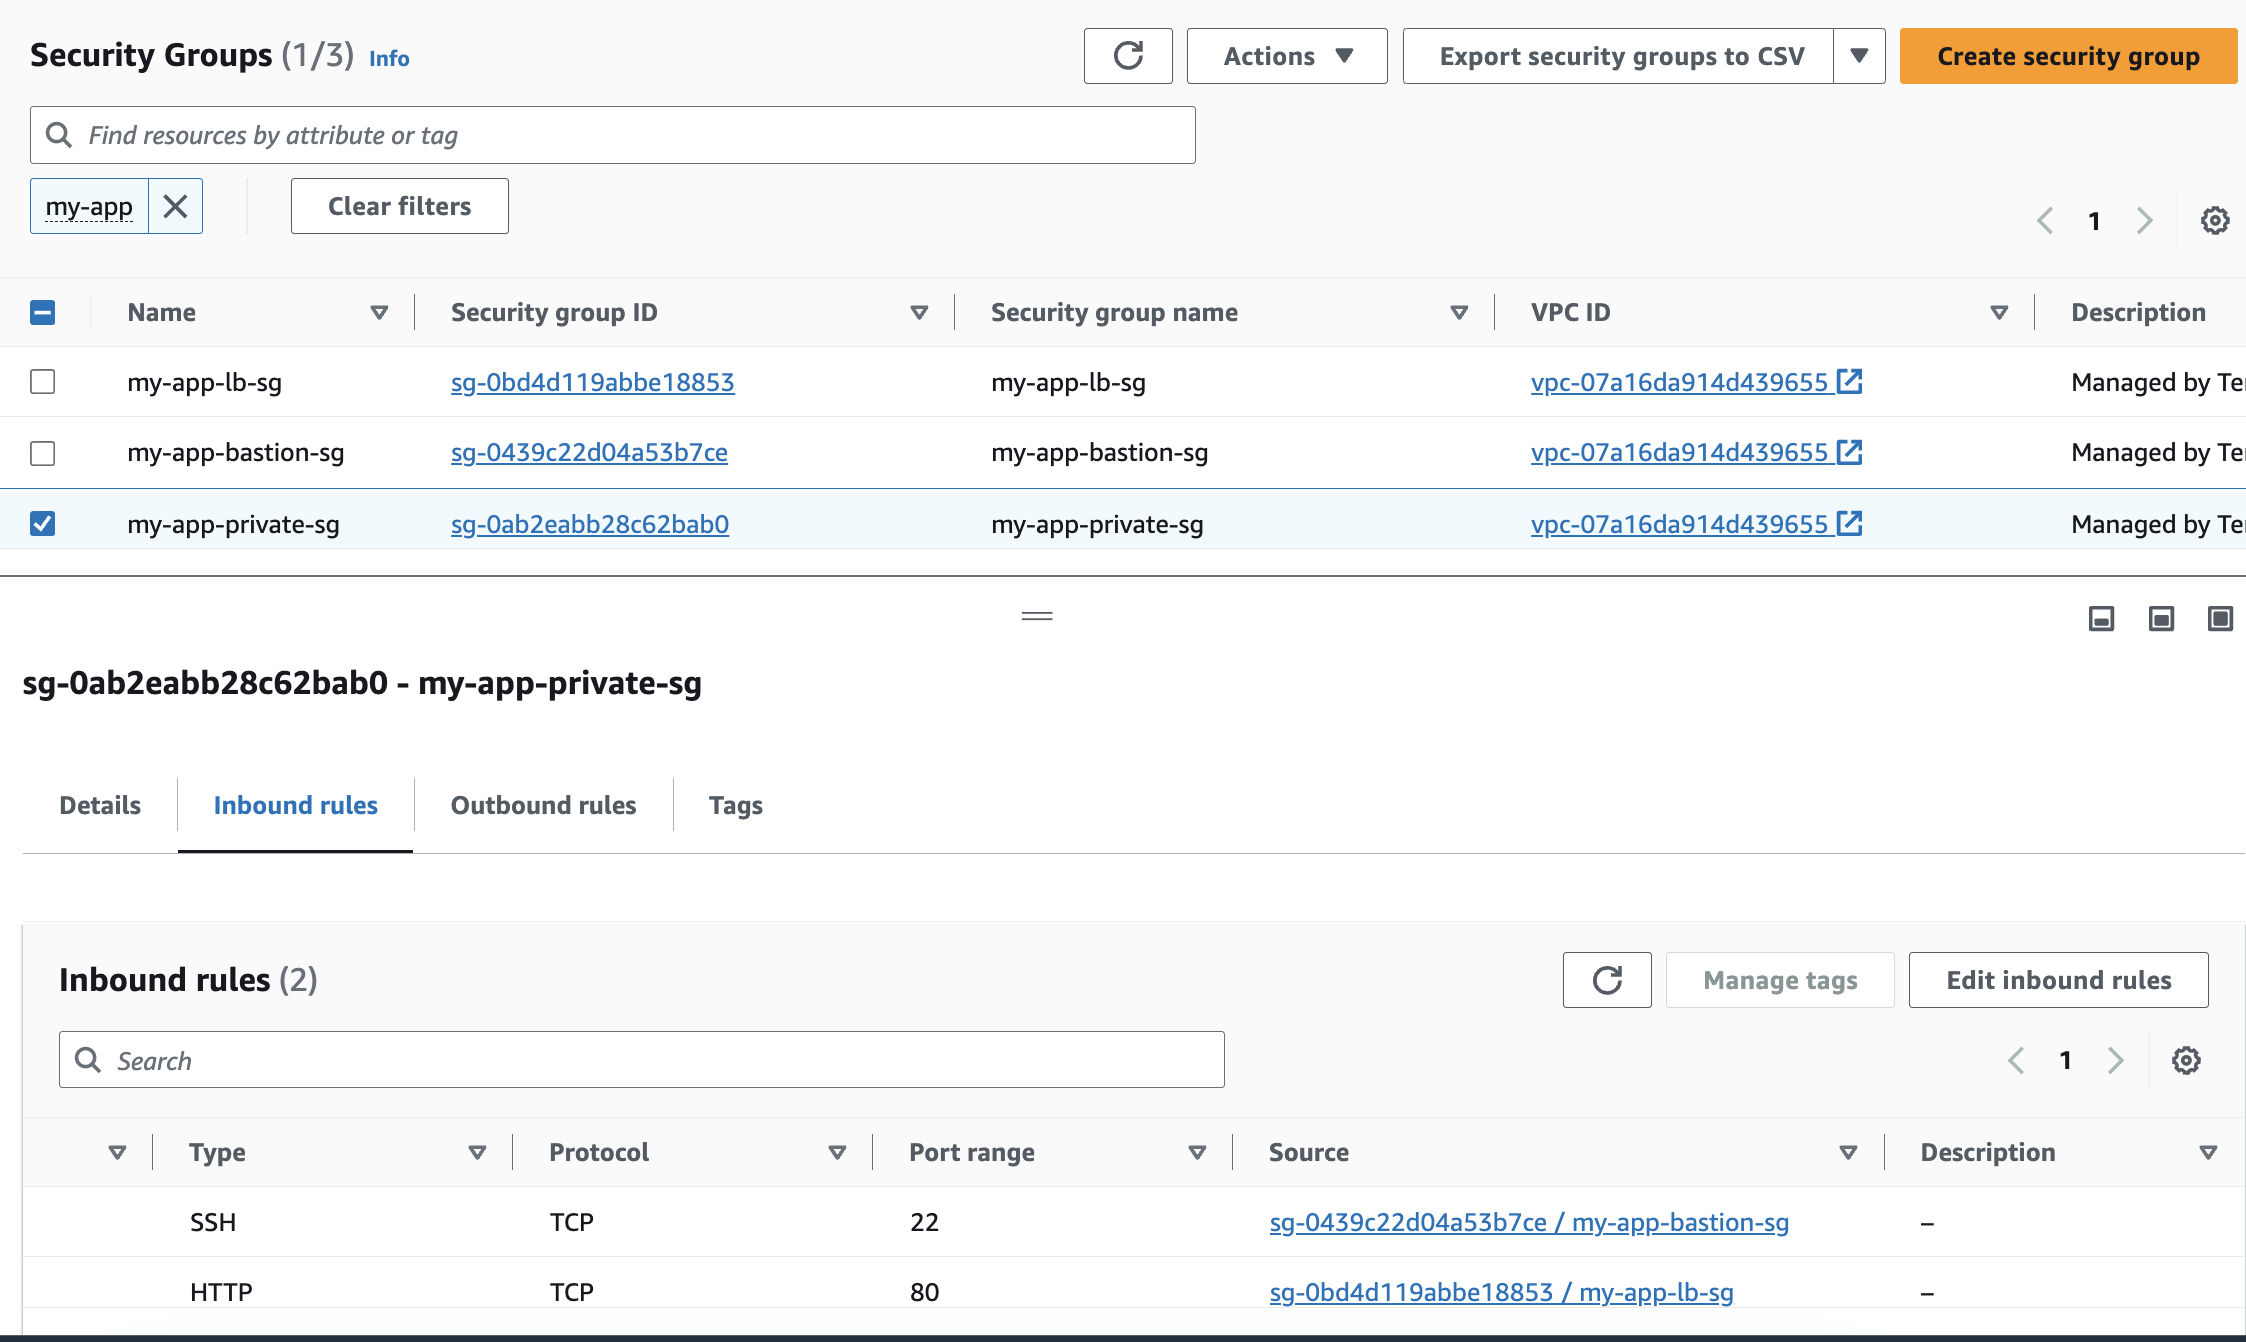 Security Groups (1/3) Info
Actions
Export security groups to CSV
Create security group
Find resources by attribute or tag
my-app
Clear filters
1
Name Security group ID Security group name VPC ID Description
my-app-lb-sg sg-0bd4d119abbe18853 my-app-lb-sg vpc-07a16da914d439655 Managed by Ter
my-app-bastion-sg sg-0439c22d04a53b7ce my-app-bastion-sg vpc-07a16da914d439655 Managed by Ter
my-app-private-sg sg-0ab2eabb28c62bab0 my-app-private-sg vpc-07a16da914d439655 Managed by Ter
sg-0ab2eabb28c62bab0 - my-app-private-sg
Details Inbound rules Outbound rules Tags
Inbound rules (2)
Manage tags
Edit inbound rules
Search
1
Type Protocol Port range Source Description
SSH TCP 22 sg-0439c22d04a53b7ce / my-app-bastion-sg –
HTTP TCP 80 sg-0bd4d119abbe18853 / my-app-lb-sg –